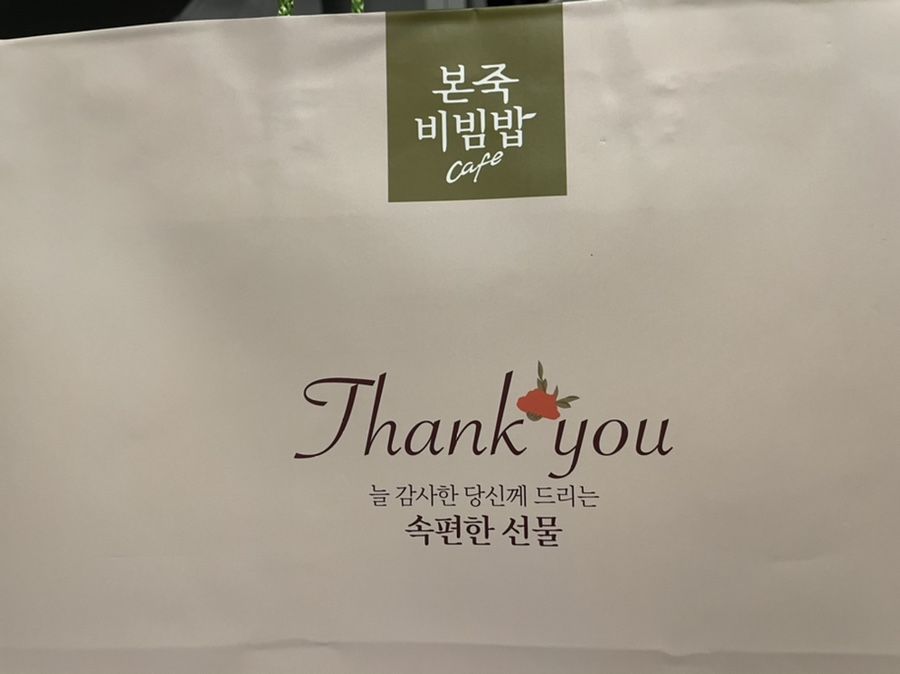 본죽
비빔밥
cafe
Thank you
늘 감사한 당신께 드리는
속편한 선물